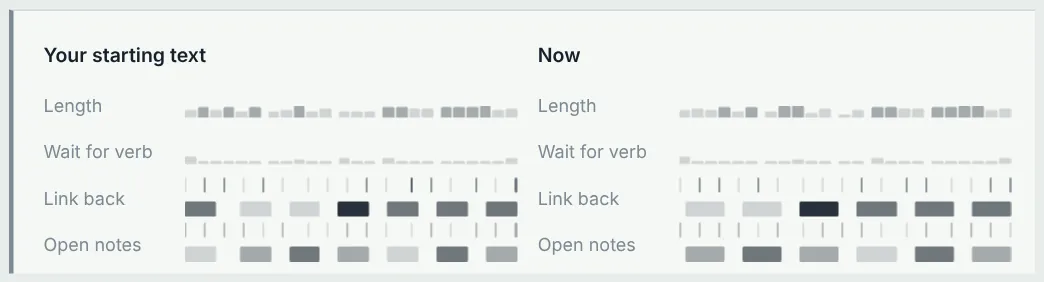 Your starting text
Length
Wait for verb
Link back
Open notes
Now
Length
Wait for verb
Link back
Open notes